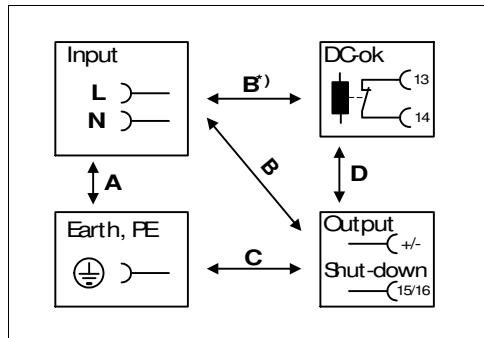 Input
L
N
B*)
DC-ok
13
14
A
B
D
Earth, PE
C
Output
+/-
Shut-down
15/16